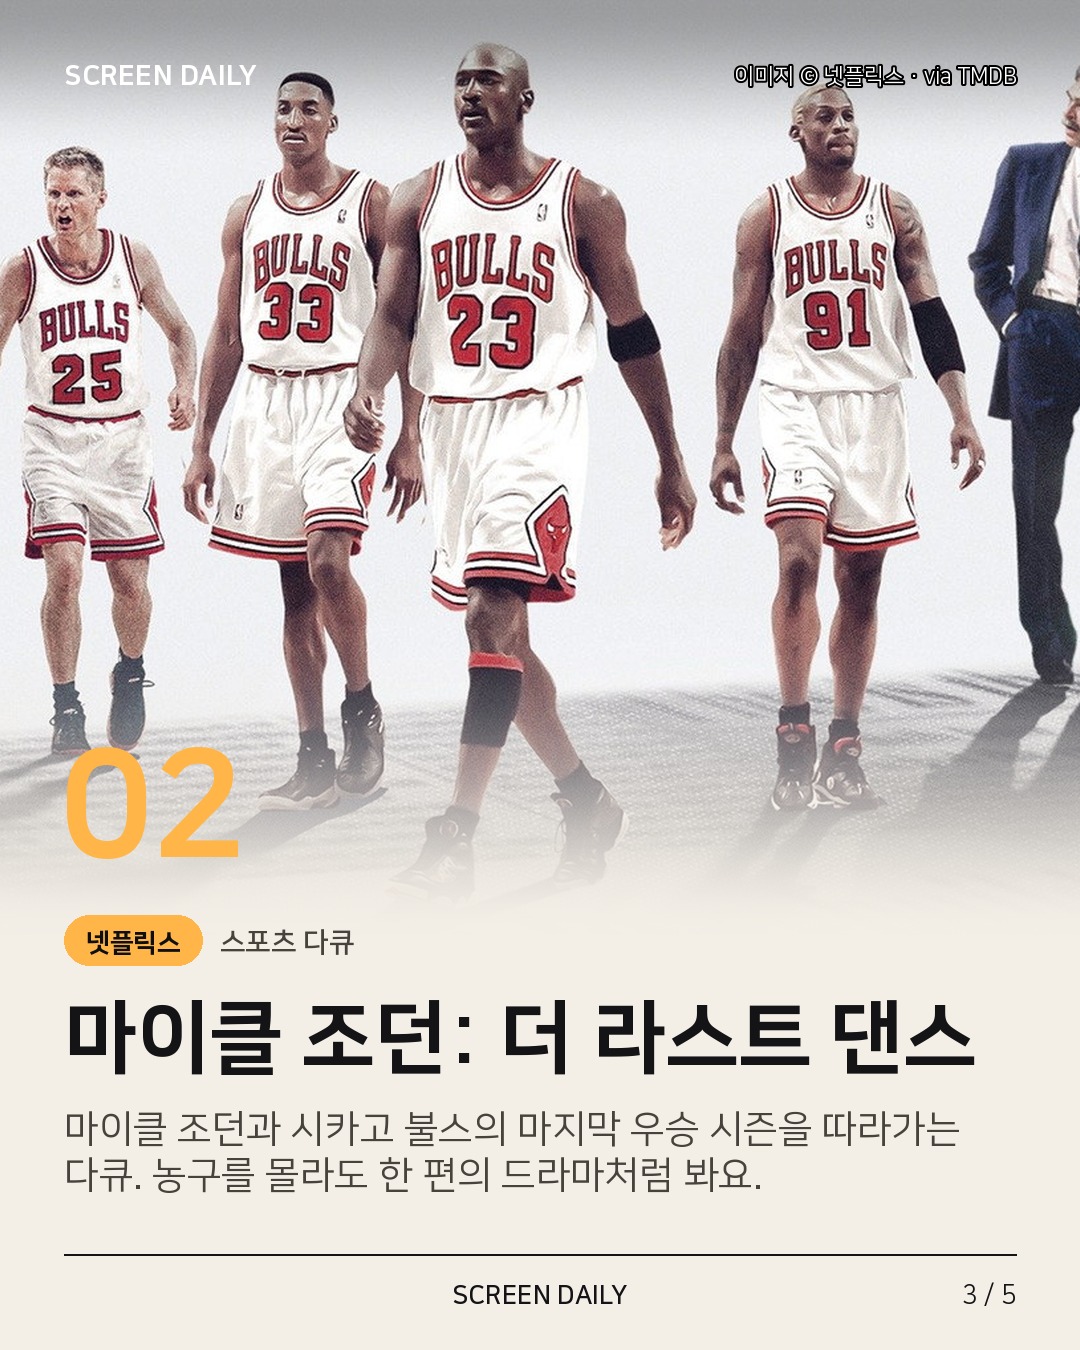 SCREEN DAILY
이미지 © 넷플릭스 · via TMDB
BULLS
25
BULLS
33
BULLS
23
BULLS
91
02
넷플릭스 스포츠 다큐
마이클 조던: 더 라스트 댄스
마이클 조던과 시카고 불스의 마지막 우승 시즌을 따라가는
다큐. 농구를 몰라도 한 편의 드라마처럼 봐요.
SCREEN DAILY
3 / 5